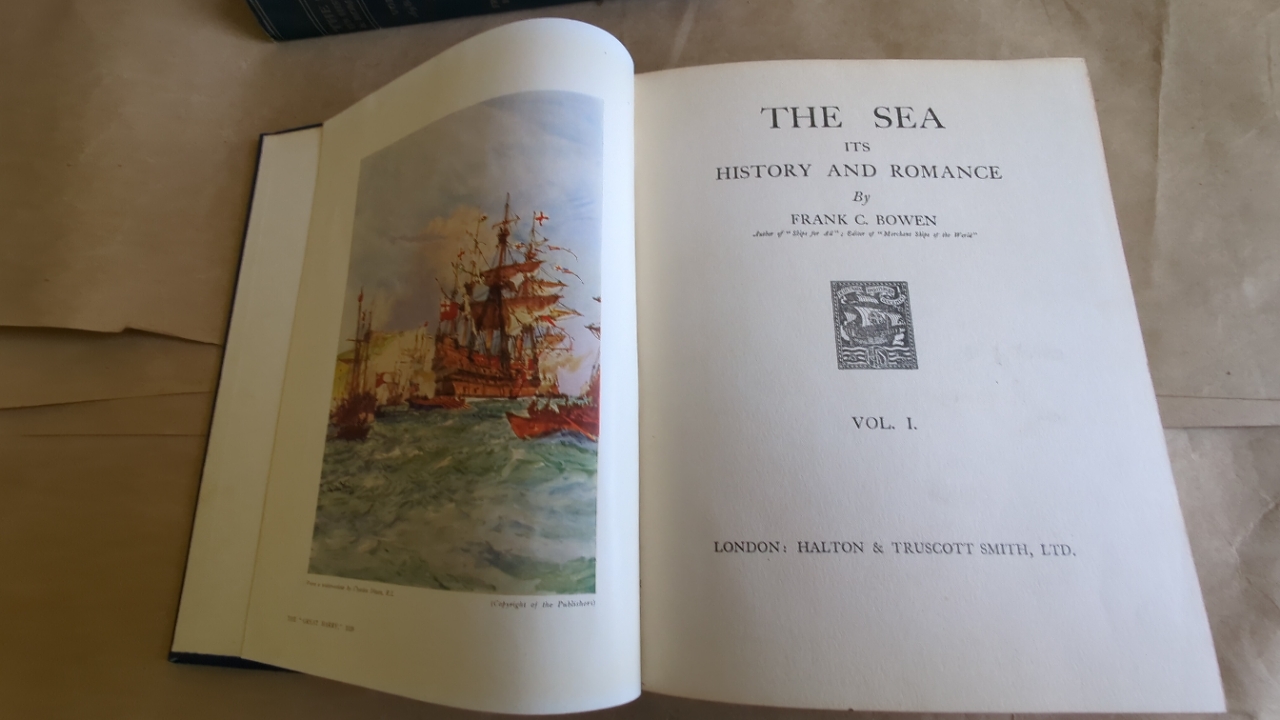 (Copyright of the Publishers)
THE SEA
ITS
HISTORY AND ROMANCE
By
FRANK C. BOWEN
Author of "Ships for All"; Editor of "Merchant Ships of the World"
VOL. I.
LONDON: HALTON & TRUSCOTT SMITH, LTD.